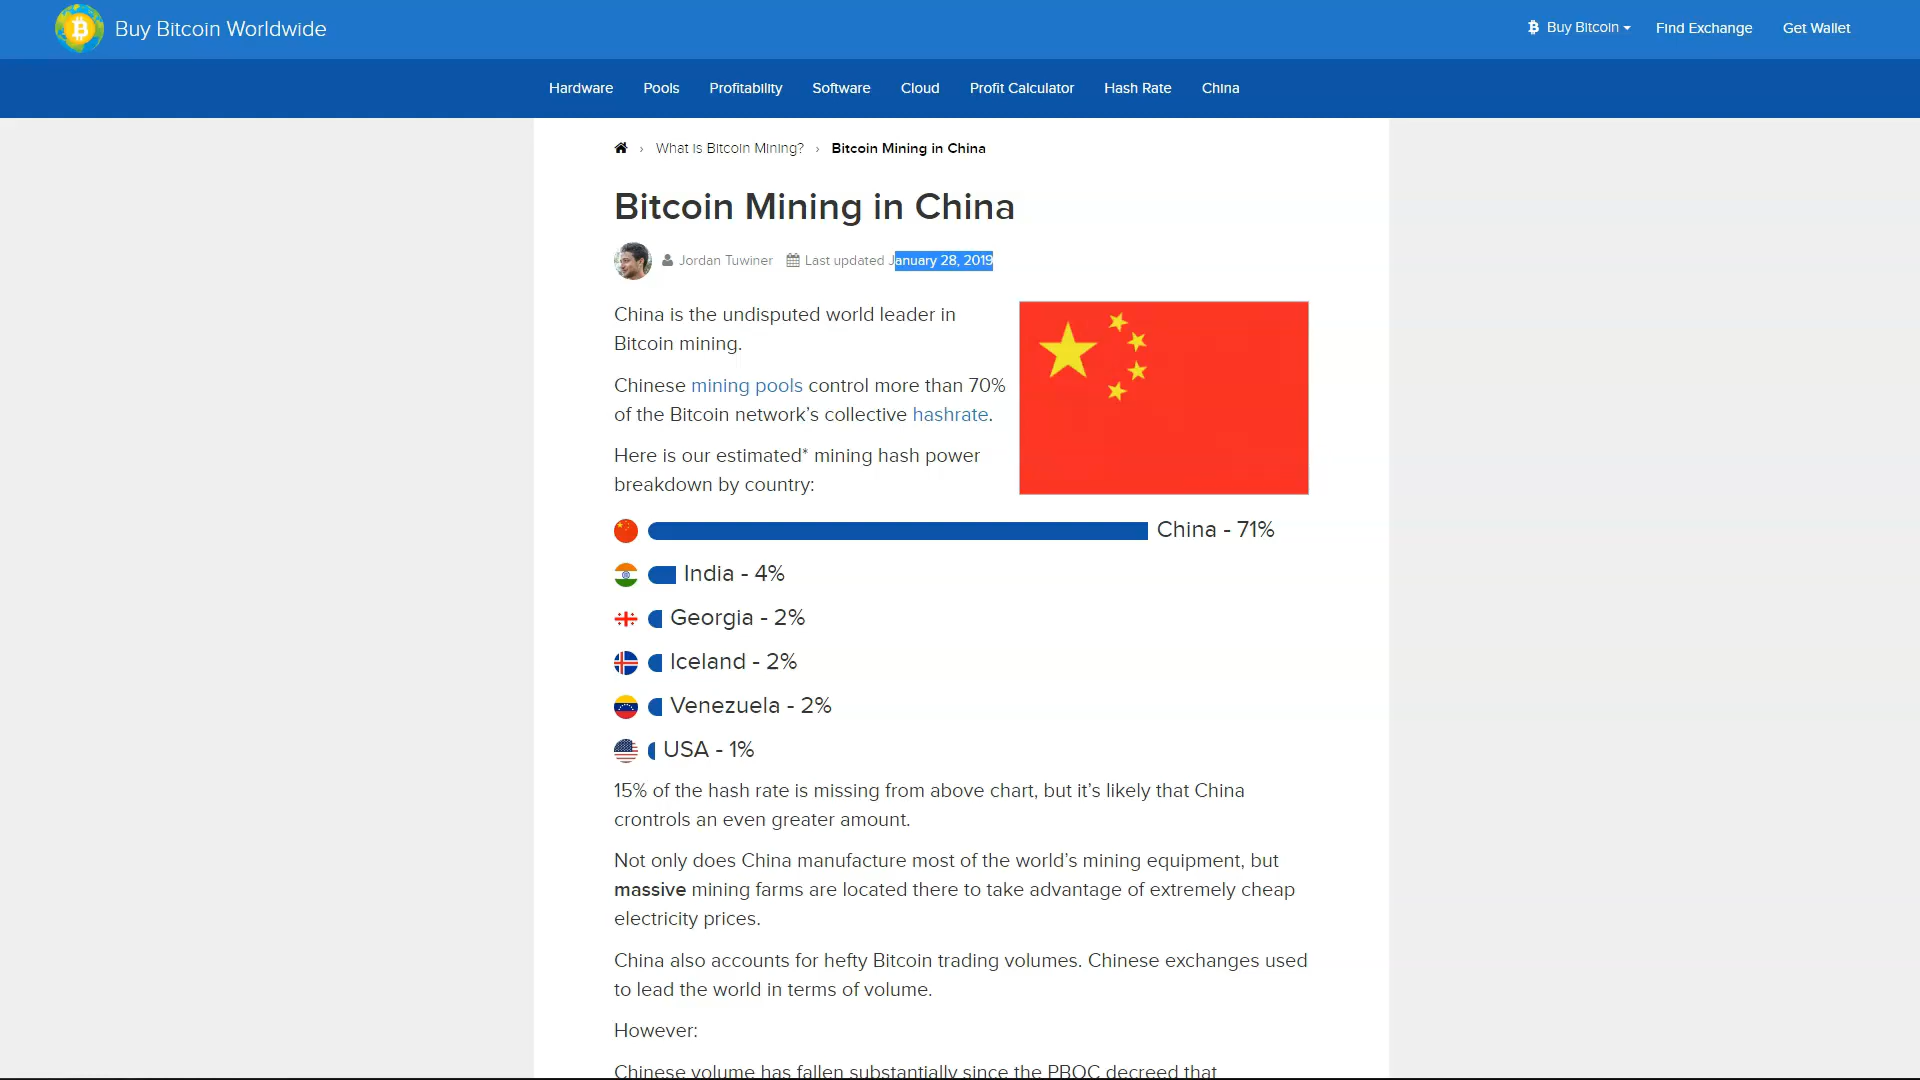 Buy Bitcoin Worldwide
Buy Bitcoin Find Exchange Get Wallet
Hardware Pools Profitability Software Cloud Profit Calculator Hash Rate China
What is Bitcoin Mining? › Bitcoin Mining in China
Bitcoin Mining in China
Jordan Tuwiner Last updated January 28, 2019
China is the undisputed world leader in
Bitcoin mining.
Chinese mining pools control more than 70%
of the Bitcoin network’s collective hashrate.
Here is our estimated* mining hash power
breakdown by country:
China - 71%
India - 4%
Georgia - 2%
Iceland - 2%
Venezuela - 2%
USA - 1%
15% of the hash rate is missing from above chart, but it’s likely that China
crontrols an even greater amount.
Not only does China manufacture most of the world’s mining equipment, but
massive mining farms are located there to take advantage of extremely cheap
electricity prices.
China also accounts for hefty Bitcoin trading volumes. Chinese exchanges used
to lead the world in terms of volume.
However:
Chinese volume has fallen substantially since the PBOC decreed that